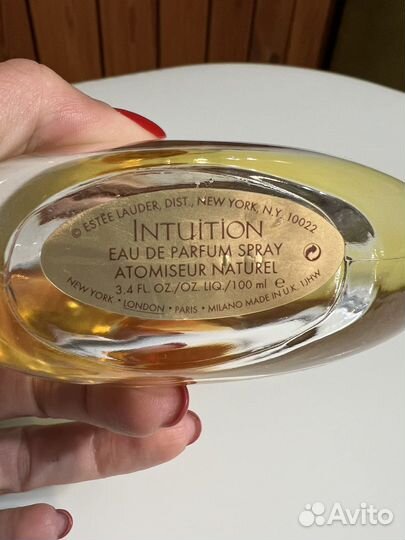 © ESTÉE LAUDER, DIST., NEW YORK, N.Y. 10022
INTUITION
EAU DE PARFUM SPRAY
ATOMISEUR NATUREL
3.4 FL. OZ./OZ. LIQ./100 ml ℮
NEW YORK • LONDON • PARIS • MILANO MADE IN U.K. 1JHW
Avito